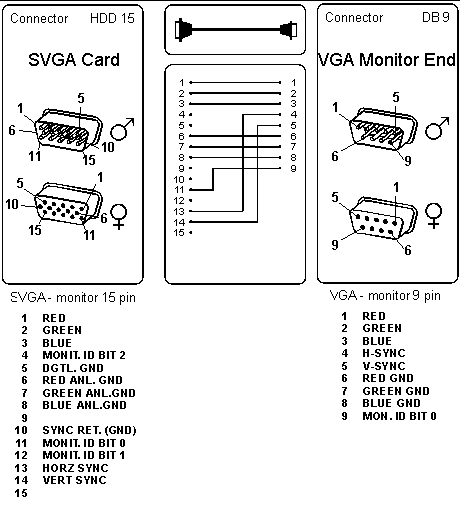 Connector HDD 15
SVGA Card
1
5
6
10
11
15
♂
5
1
10
6
15
11
♀
1 1
2 2
3 3
4 4
5 5
6 6
7 7
8 8
9 9
10
11
12
13
14
15
Connector DB 9
VGA Monitor End
1
5
6
9
♂
5
1
9
6
♀
SVGA - monitor 15 pin
1 RED
2 GREEN
3 BLUE
4 MONIT. ID BIT 2
5 DGTL. GND
6 RED ANL. GND
7 GREEN ANL.GND
8 BLUE ANL.GND
9
10 SYNC RET. (GND)
11 MONIT. ID BIT 0
12 MONIT. ID BIT 1
13 HORZ SYNC
14 VERT SYNC
15
VGA - monitor 9 pin
1 RED
2 GREEN
3 BLUE
4 H-SYNC
5 V-SYNC
6 RED GND
7 GREEN GND
8 BLUE GND
9 MON. ID BIT 0